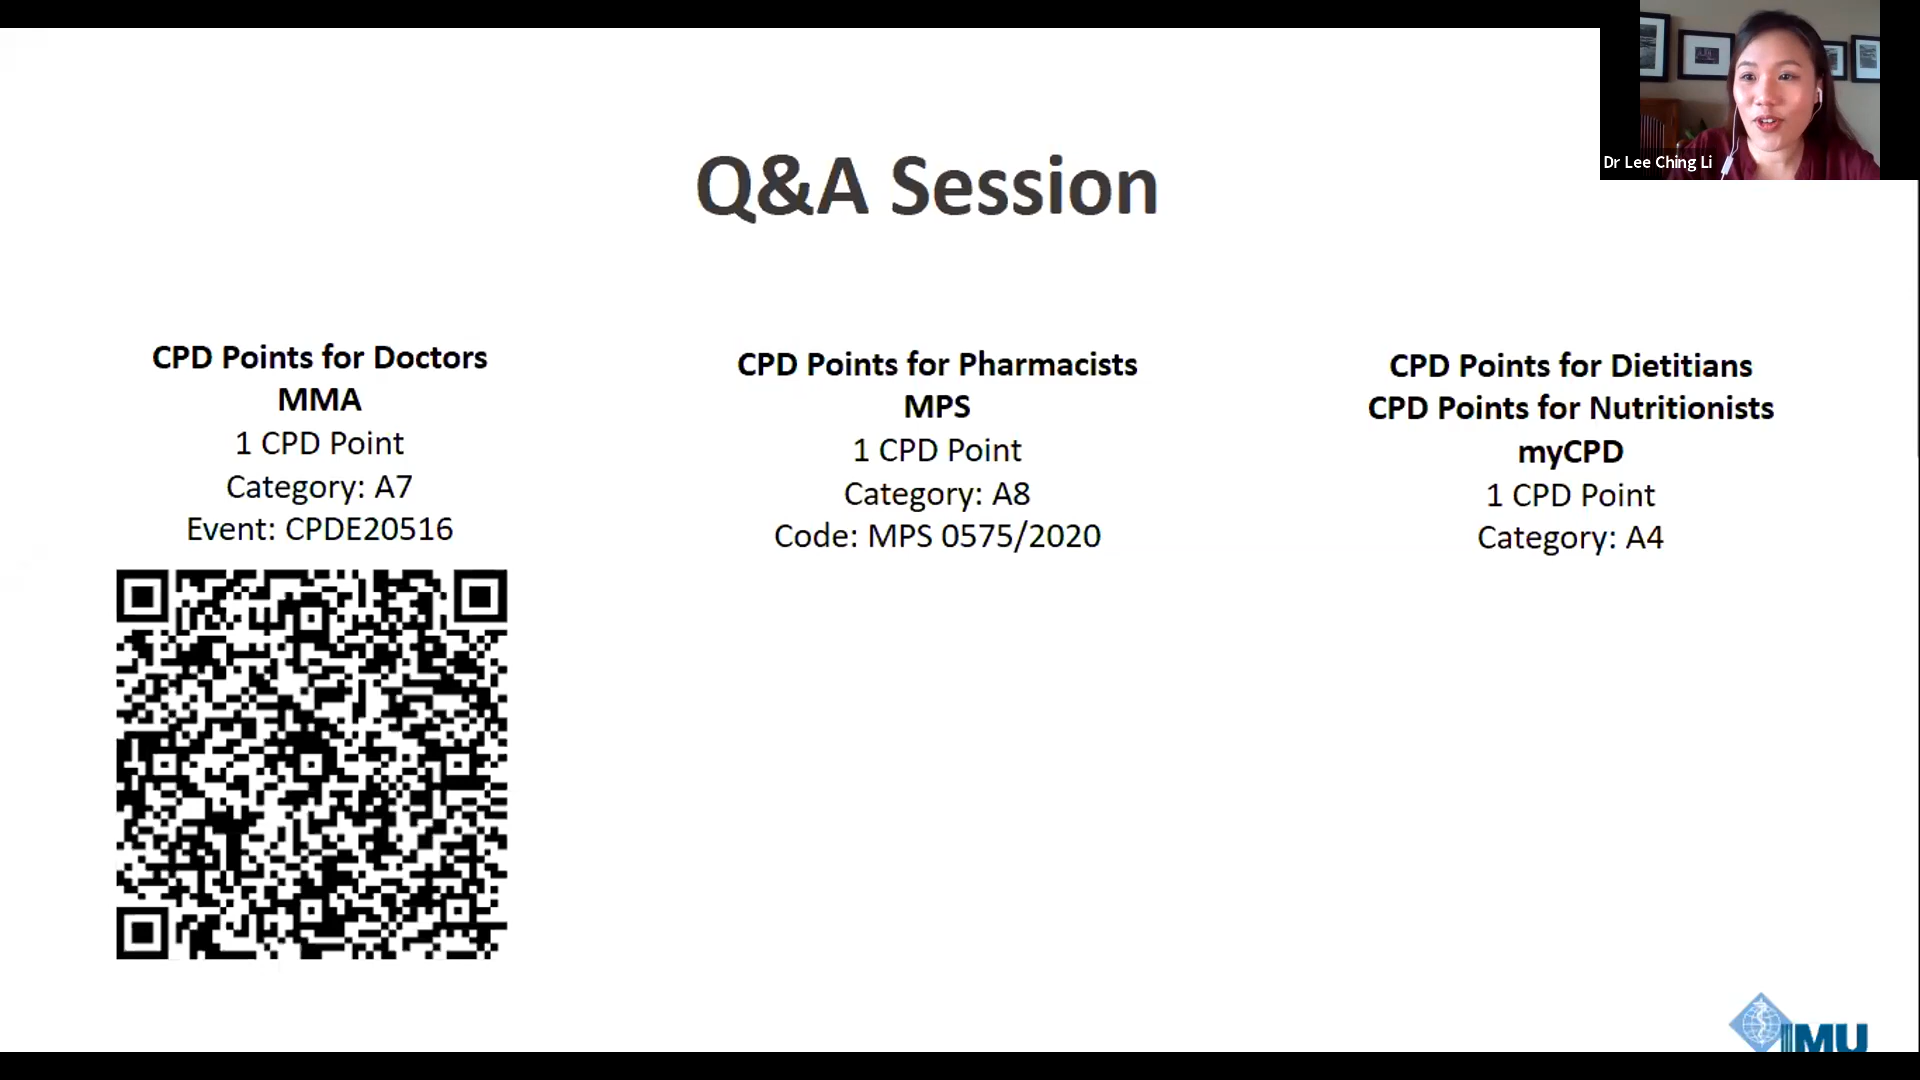 Dr Lee Ching Li
Q&A Session
CPD Points for Doctors
MMA
1 CPD Point
Category: A7
Event: CPDE20516
CPD Points for Pharmacists
MPS
1 CPD Point
Category: A8
Code: MPS 0575/2020
CPD Points for Dietitians
CPD Points for Nutritionists
myCPD
1 CPD Point
Category: A4
IMU